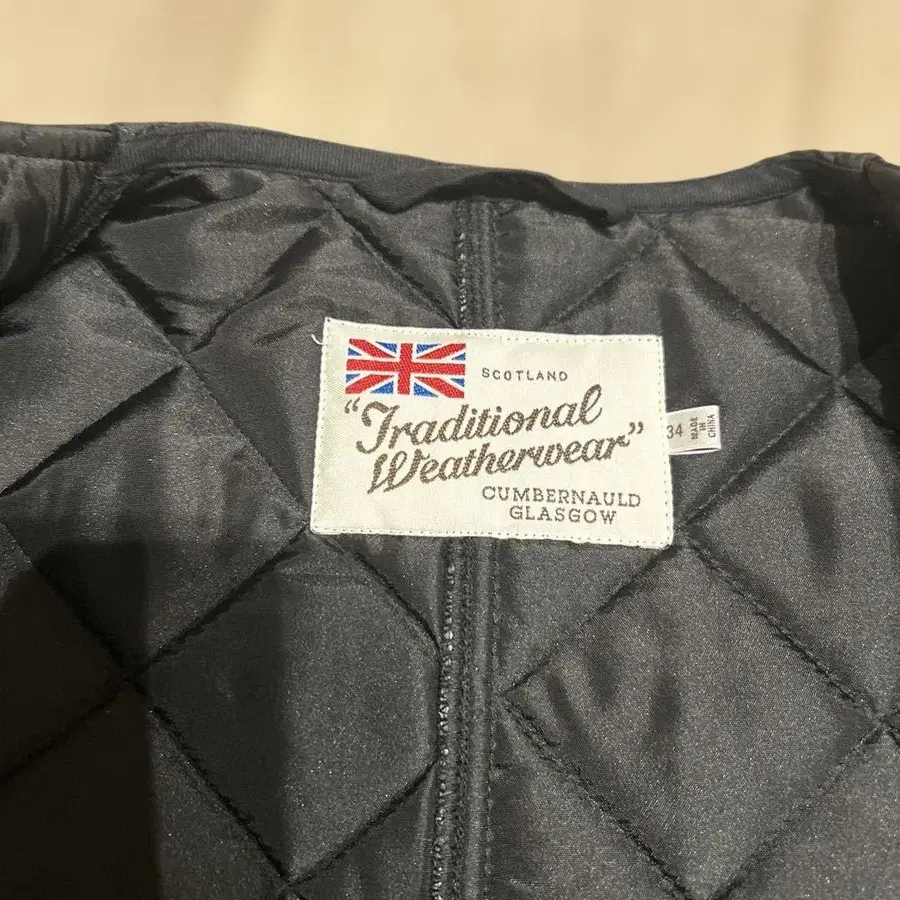 SCOTLAND
“Traditional
Weatherwear”
CUMBERNAULD
GLASGOW
34
MADE
IN
CHINA